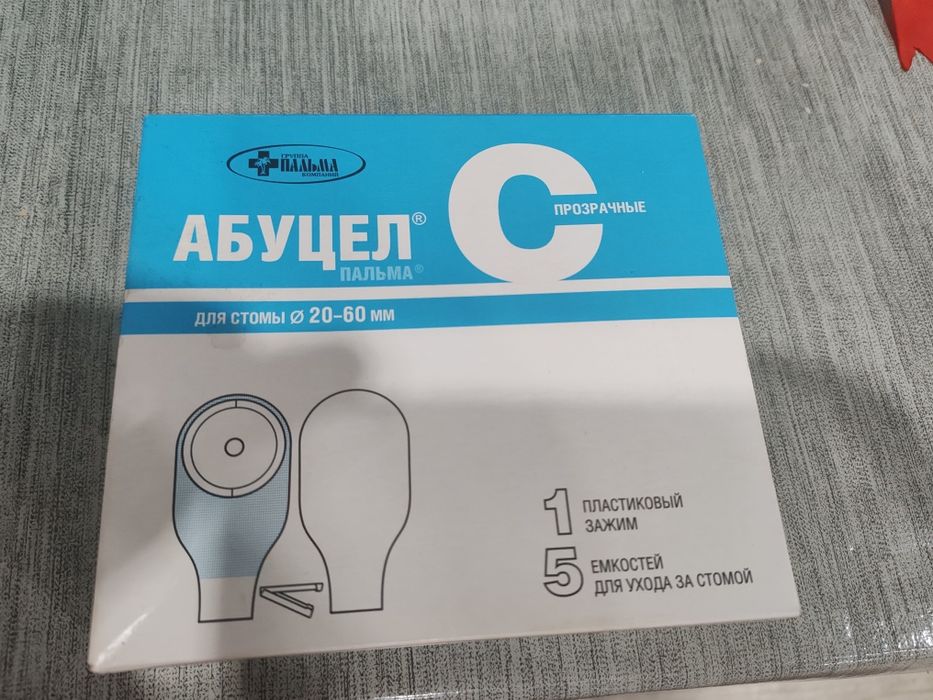 ГРУППА
ПАЛЬМА
КОМПАНИЙ
АБУЦЕЛ®
ПАЛЬМА®
С
ПРОЗРАЧНЫЕ
ДЛЯ СТОМЫ ⌀ 20-60 ММ
1 ПЛАСТИКОВЫЙ
ЗАЖИМ
5 ЕМКОСТЕЙ
ДЛЯ УХОДА ЗА СТОМОЙ